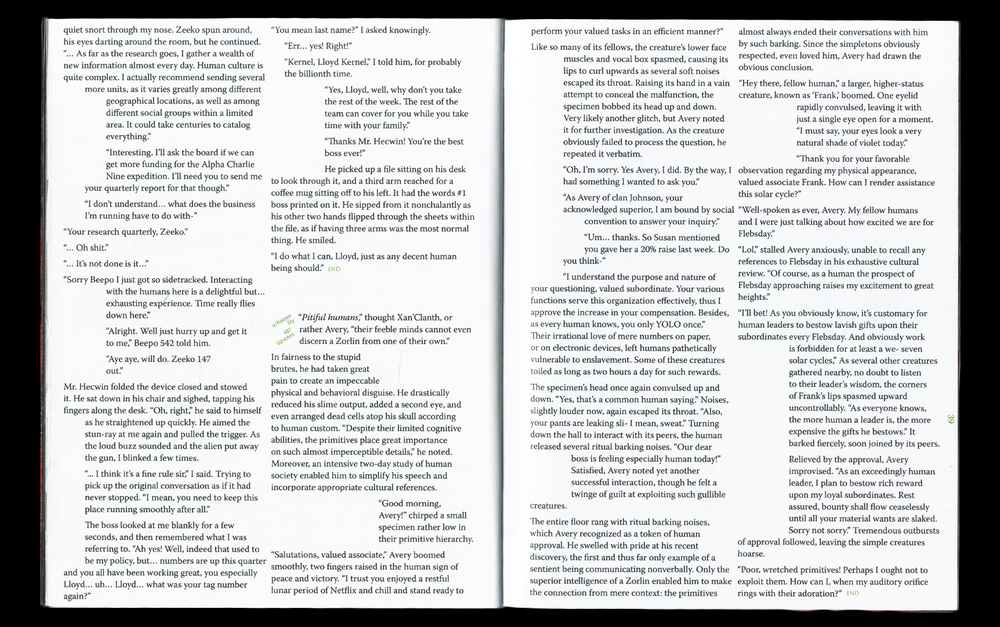 quiet snort through my nose. Zeeko spun around,
his eyes darting around the room, but he continued.
"... As far as the research goes, I gather a wealth of
new information almost every day. Human culture is
quite complex. I actually recommend sending several
more units, as it varies greatly among different
geographical locations, as well as among
different social groups within a limited
area. It could take centuries to catalog
everything."
"Interesting. I'll ask the board if we can
get more funding for the Alpha Charlie
Nine expedition. I'll need you to send me
your quarterly report for that though."
"I don't understand... what does the business
I'm running have to do with-"
"Your research quarterly, Zeeko."
"... Oh shit."
"... It's not done is it..."
"Sorry Beepo I just got so sidetracked. Interacting
with the humans here is a delightful but...
exhausting experience. Time really flies
down here."
"Alright. Well just hurry up and get it
to me," Beepo 542 told him.
"Aye aye, will do. Zeeko 147
out."
Mr. Hecwin folded the device closed and stowed
it. He sat down in his chair and sighed, tapping his
fingers along the desk. "Oh, right," he said to himself
as he straightened up quickly. He aimed the
stun-ray at me again and pulled the trigger. As
the loud buzz sounded and the alien put away
the gun, I blinked a few times.
"... I think it's a fine rule sir," I said. Trying to
pick up the original conversation as if it had
never stopped. "I mean, you need to keep this
place running smoothly after all."
The boss looked at me blankly for a few
seconds, and then remembered what I was
referring to. "Ah yes! Well, indeed that used to
be my policy, but... numbers are up this quarter
and you all have been working great, you especially
Lloyd... uh... Lloyd... what was your tag number
again?"
"You mean last name?" I asked knowingly.
"Err... yes! Right!"
"Kernel, Lloyd Kernel," I told him, for probably
the billionth time.
"Yes, Lloyd, well, why don't you take
the rest of the week. The rest of the
team can cover for you while you take
time with your family."
"Thanks Mr. Hecwin! You're the best
boss ever!"
He picked up a file sitting on his desk
to look through it, and a third arm reached for a
coffee mug sitting off to his left. It had the words #1
boss printed on it. He sipped from it nonchalantly as
his other two hands flipped through the sheets within
the file, as if having three arms was the most normal
thing. He smiled.
"I do what I can, Lloyd, just as any decent human
being should." END
487
Upvotes
"Pitiful humans," thought Xan'Clanth, or
rather Avery, "their feeble minds cannot even
discern a Zorlin from one of their own."
In fairness to the stupid
brutes, he had taken great
pain to create an impeccable
physical and behavioral disguise. He drastically
reduced his slime output, added a second eye, and
even arranged dead cells atop his skull according
to human custom. "Despite their limited cognitive
abilities, the primitives place great importance
on such almost imperceptible details," he noted.
Moreover, an intensive two-day study of human
society enabled him to simplify his speech and
incorporate appropriate cultural references.
"Good morning,
Avery!" chirped a small
specimen rather low in
their primitive hierarchy.
"Salutations, valued associate," Avery boomed
smoothly, two fingers raised in the human sign of
peace and victory. "I trust you enjoyed a restful
lunar period of Netflix and chill and stand ready to
perform your valued tasks in an efficient manner?"
Like so many of its fellows, the creature's lower face
muscles and vocal box spasmed, causing its
lips to curl upwards as several soft noises
escaped its throat. Raising its hand in a vain
attempt to conceal the malfunction, the
specimen bobbed its head up and down.
Very likely another glitch, but Avery noted
it for further investigation. As the creature
obviously failed to process the question, he
repeated it verbatim.
"Oh, I'm sorry. Yes Avery, I did. By the way, I
had something I wanted to ask you."
"As Avery of clan Johnson, your
acknowledged superior, I am bound by social
convention to answer your inquiry."
"Um... thanks. So Susan mentioned
you gave her a 20% raise last week. Do
you think-"
"I understand the purpose and nature of
your questioning, valued subordinate. Your various
functions serve this organization effectively, thus I
approve the increase in your compensation. Besides,
as every human knows, you only YOLO once."
Their irrational love of mere numbers on paper,
or on electronic devices, left humans pathetically
vulnerable to enslavement. Some of these creatures
toiled as long as two hours a day for such rewards.
The specimen's head once again convulsed up and
down. "Yes, that's a common human saying." Noises,
slightly louder now, again escaped its throat. "Also,
your pants are leaking sli- I mean, sweat." Turning
down the hall to interact with its peers, the human
released several ritual barking noises. "Our dear
boss is feeling especially human today!"
Satisfied, Avery noted yet another
successful interaction, though he felt a
twinge of guilt at exploiting such gullible
creatures.
The entire floor rang with ritual barking noises,
which Avery recognized as a token of human
approval. He swelled with pride at his recent
discovery, the first and thus far only example of a
sentient being communicating nonverbally. Only the
superior intelligence of a Zorlin enabled him to make
the connection from mere context: the primitives
almost always ended their conversations with him
by such barking. Since the simpletons obviously
respected, even loved him, Avery had drawn the
obvious conclusion.
"Hey there, fellow human," a larger, higher-status
creature, known as 'Frank,' boomed. One eyelid
rapidly convulsed, leaving it with
just a single eye open for a moment.
"I must say, your eyes look a very
natural shade of violet today."
"Thank you for your favorable
observation regarding my physical appearance,
valued associate Frank. How can I render assistance
this solar cycle?"
"Well-spoken as ever, Avery. My fellow humans
and I were just talking about how excited we are for
Flebsday."
"Lol," stalled Avery anxiously, unable to recall any
references to Flebsday in his exhaustive cultural
review. "Of course, as a human the prospect of
Flebsday approaching raises my excitement to great
heights."
"I'll bet! As you obviously know, it's customary for
human leaders to bestow lavish gifts upon their
subordinates every Flebsday. And obviously work
is forbidden for at least a we- seven
solar cycles," As several other creatures
gathered nearby, no doubt to listen
to their leader's wisdom, the corners
of Frank's lips spasmed upward
uncontrollably. "As everyone knows,
the more human a leader is, the more
expensive the gifts he bestows." It
barked fiercely, soon joined by its peers.
Relieved by the approval, Avery
improvised. "As an exceedingly human
leader, I plan to bestow rich reward
upon my loyal subordinates. Rest
assured, bounty shall flow ceaselessly
until all your material wants are slaked.
Sorry not sorry." Tremendous outbursts
of approval followed, leaving the simple creatures
hoarse.
"Poor, wretched primitives! Perhaps I ought not to
exploit them. How can I, when my auditory orifice
rings with their adoration?" END
39